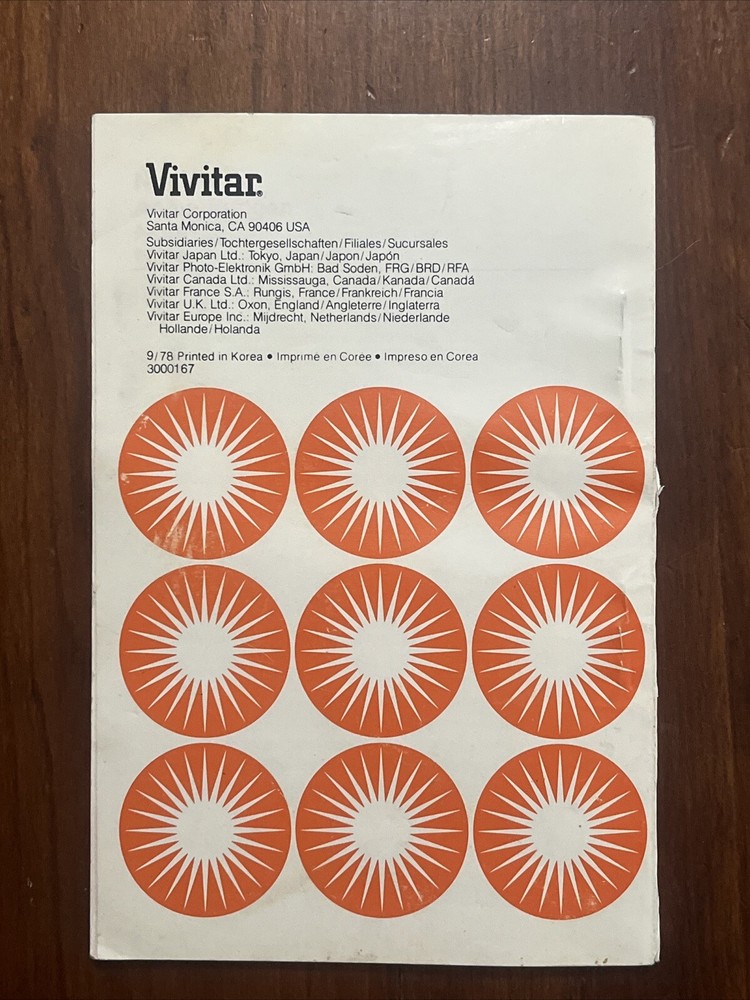 Vivitar®
Vivitar Corporation
Santa Monica, CA 90406 USA
Subsidiaries/Tochtergesellschaften/Filiales/Sucursales
Vivitar Japan Ltd.: Tokyo, Japan/Japon/Japón
Vivitar Photo-Elektronik GmbH: Bad Soden, FRG/BRD/RFA
Vivitar Canada Ltd.: Mississauga, Canada/Kanada/Canadá
Vivitar France S.A.: Rungis, France/Frankreich/Francia
Vivitar U.K. Ltd.: Oxon, England/Angleterre/Inglaterra
Vivitar Europe Inc.: Mijdrecht, Netherlands/Niederlande
Hollande/Holanda
9/78 Printed in Korea • Imprimé en Corée • Impreso en Corea
3000167